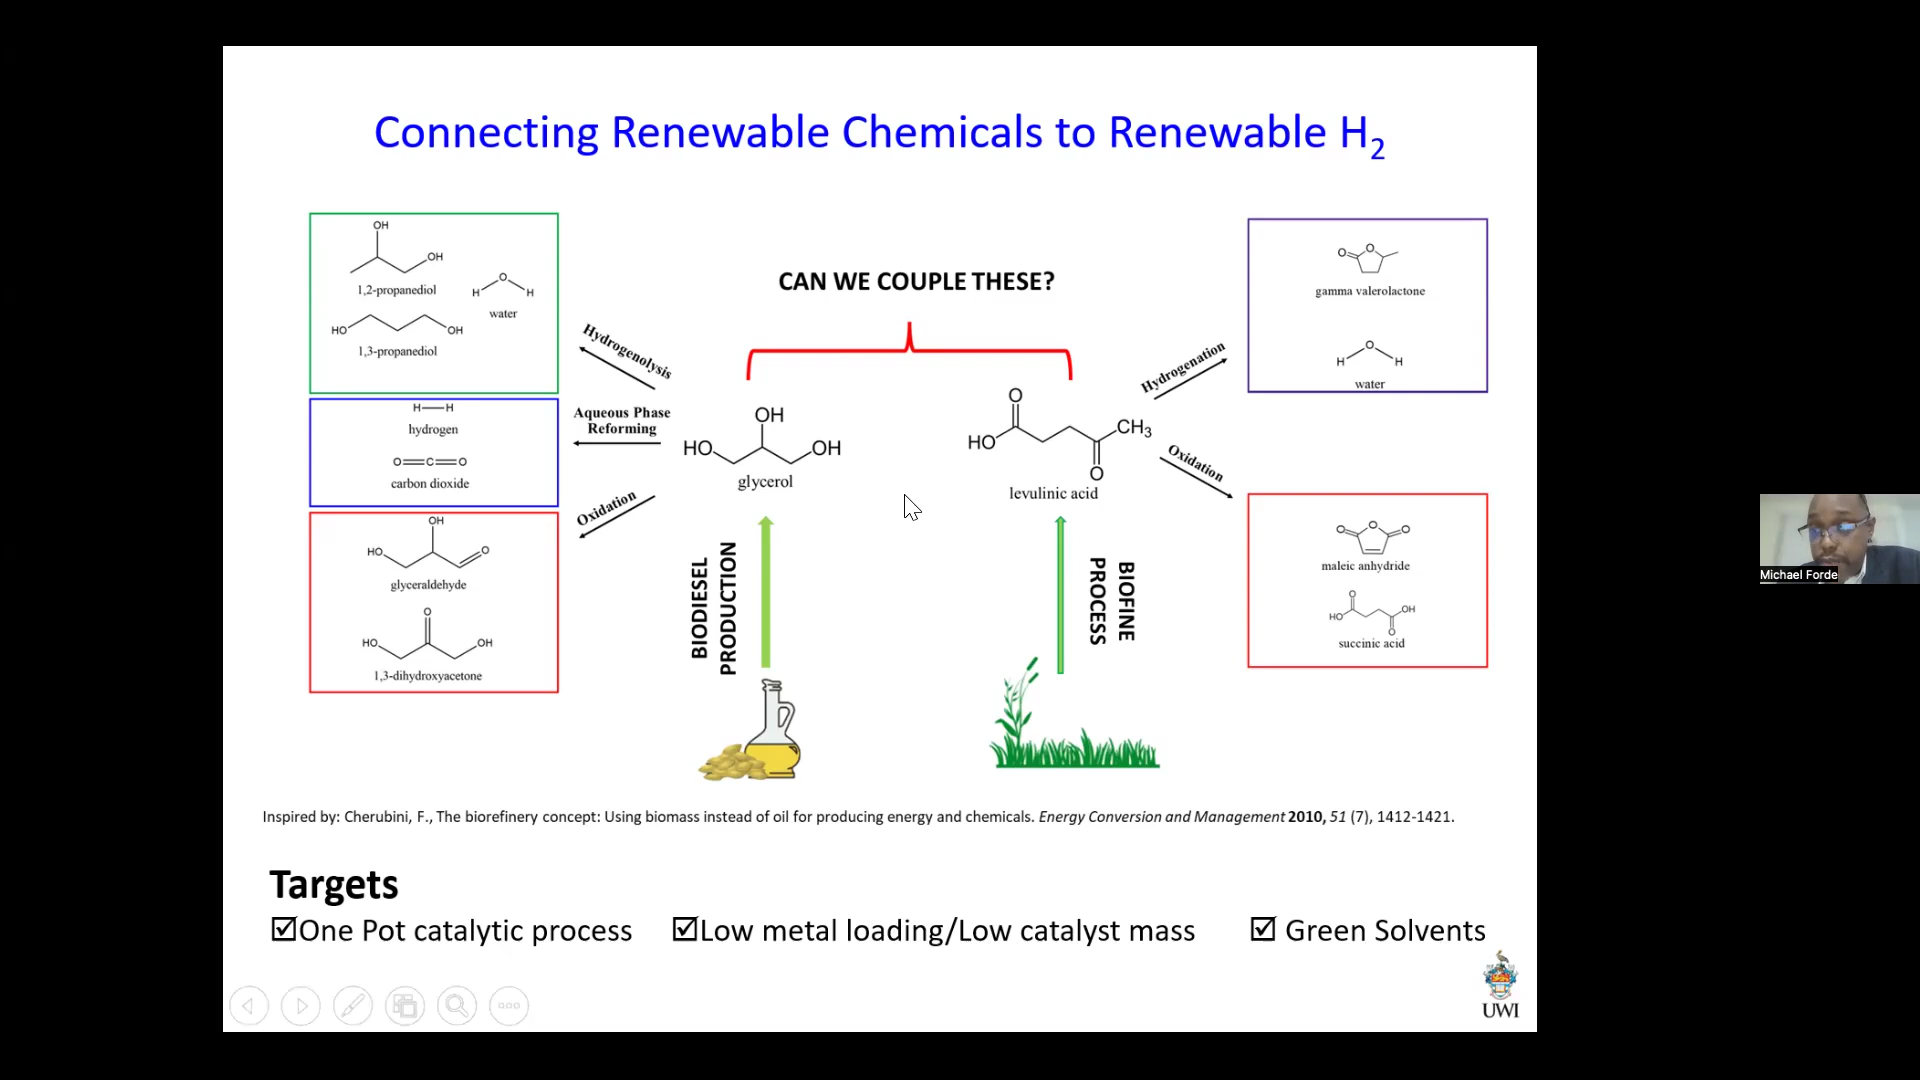 Connecting Renewable Chemicals to Renewable H2
OH
OH
1,2-propanediol
O
H
H
water
HO
OH
1,3-propanediol
H—H
hydrogen
O=C=O
carbon dioxide
OH
HO
O
glyceraldehyde
O
HO
OH
1,3-dihydroxyacetone
Hydrogenolysis
Aqueous Phase
Reforming
Oxidation
CAN WE COUPLE THESE?
OH
HO
OH
glycerol
O
HO
CH3
O
levulinic acid
BIODIESEL
PRODUCTION
BIOFINE
PROCESS
Hydrogenation
Oxidation
O
O
gamma valerolactone
O
H
H
water
O
O
O
maleic anhydride
O
HO
OH
O
succinic acid
Michael Forde
Inspired by: Cherubini, F., The biorefinery concept: Using biomass instead of oil for producing energy and chemicals. Energy Conversion and Management 2010, 51 (7), 1412-1421.
Targets
☑One Pot catalytic process ☑Low metal loading/Low catalyst mass ☑ Green Solvents
UWI